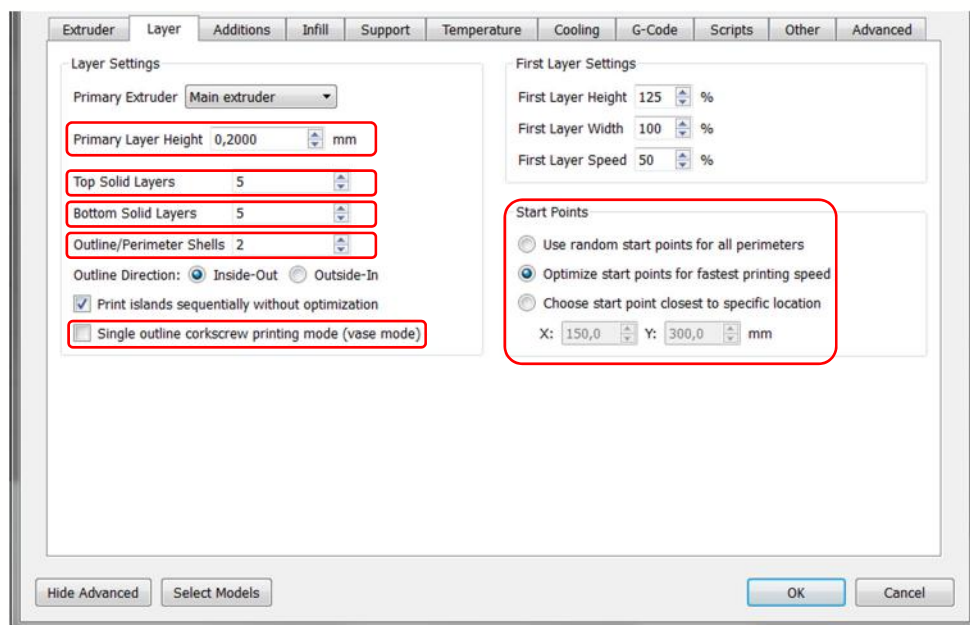 Extruder Layer Additions Infill Support Temperature Cooling G-Code Scripts Other Advanced
Layer Settings
Primary Extruder Main extruder
Primary Layer Height 0,2000 mm
Top Solid Layers 5
Bottom Solid Layers 5
Outline/Perimeter Shells 2
Outline Direction: Inside-Out Outside-In
Print islands sequentially without optimization
Single outline corkscrew printing mode (vase mode)
First Layer Settings
First Layer Height 125 %
First Layer Width 100 %
First Layer Speed 50 %
Start Points
Use random start points for all perimeters
Optimize start points for fastest printing speed
Choose start point closest to specific location
X: 150,0 Y: 300,0 mm
Hide Advanced Select Models OK Cancel